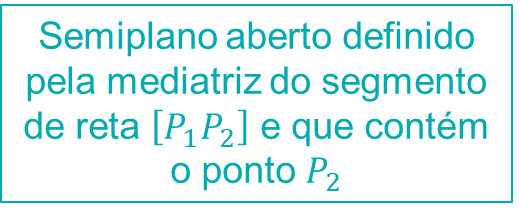 Semiplano aberto definido
pela mediatriz do segmento
de reta [P₁P₂] e que contém
o ponto P₂